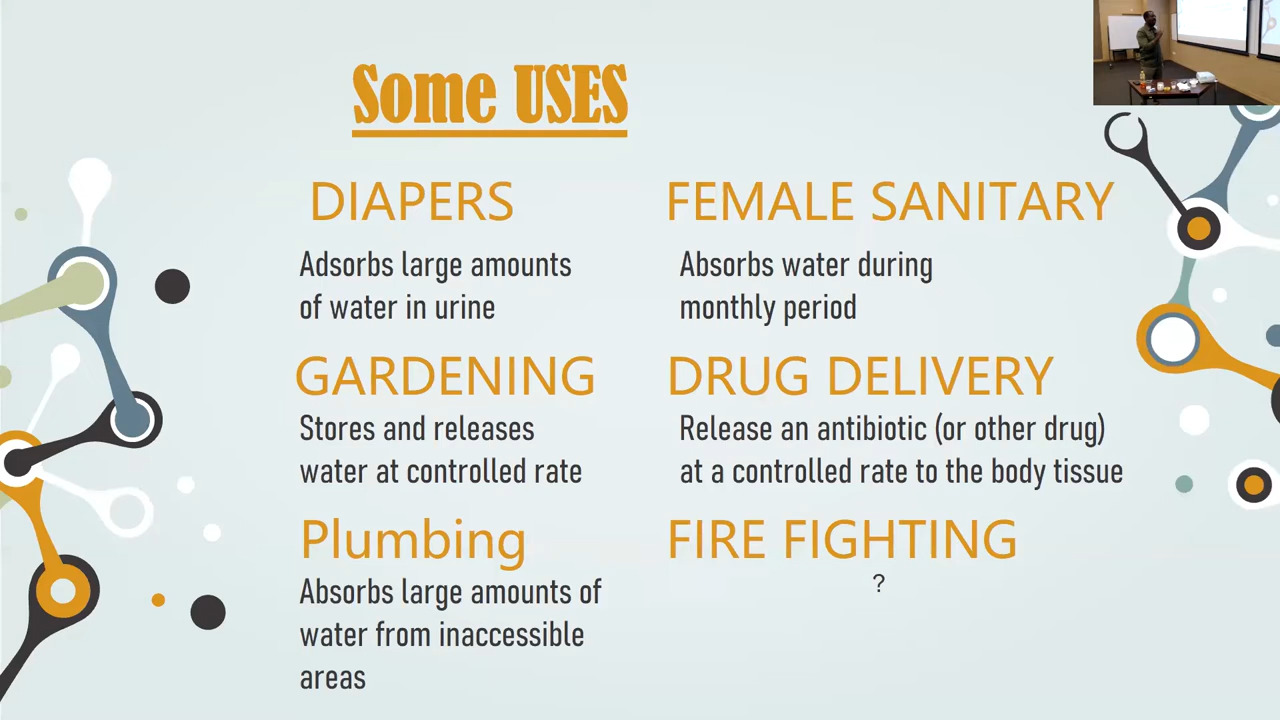 Some USES
DIAPERS
Adsorbs large amounts
of water in urine
FEMALE SANITARY
Absorbs water during
monthly period
GARDENING
Stores and releases
water at controlled rate
DRUG DELIVERY
Release an antibiotic (or other drug)
at a controlled rate to the body tissue
Plumbing
Absorbs large amounts of
water from inaccessible
areas
FIRE FIGHTING
?